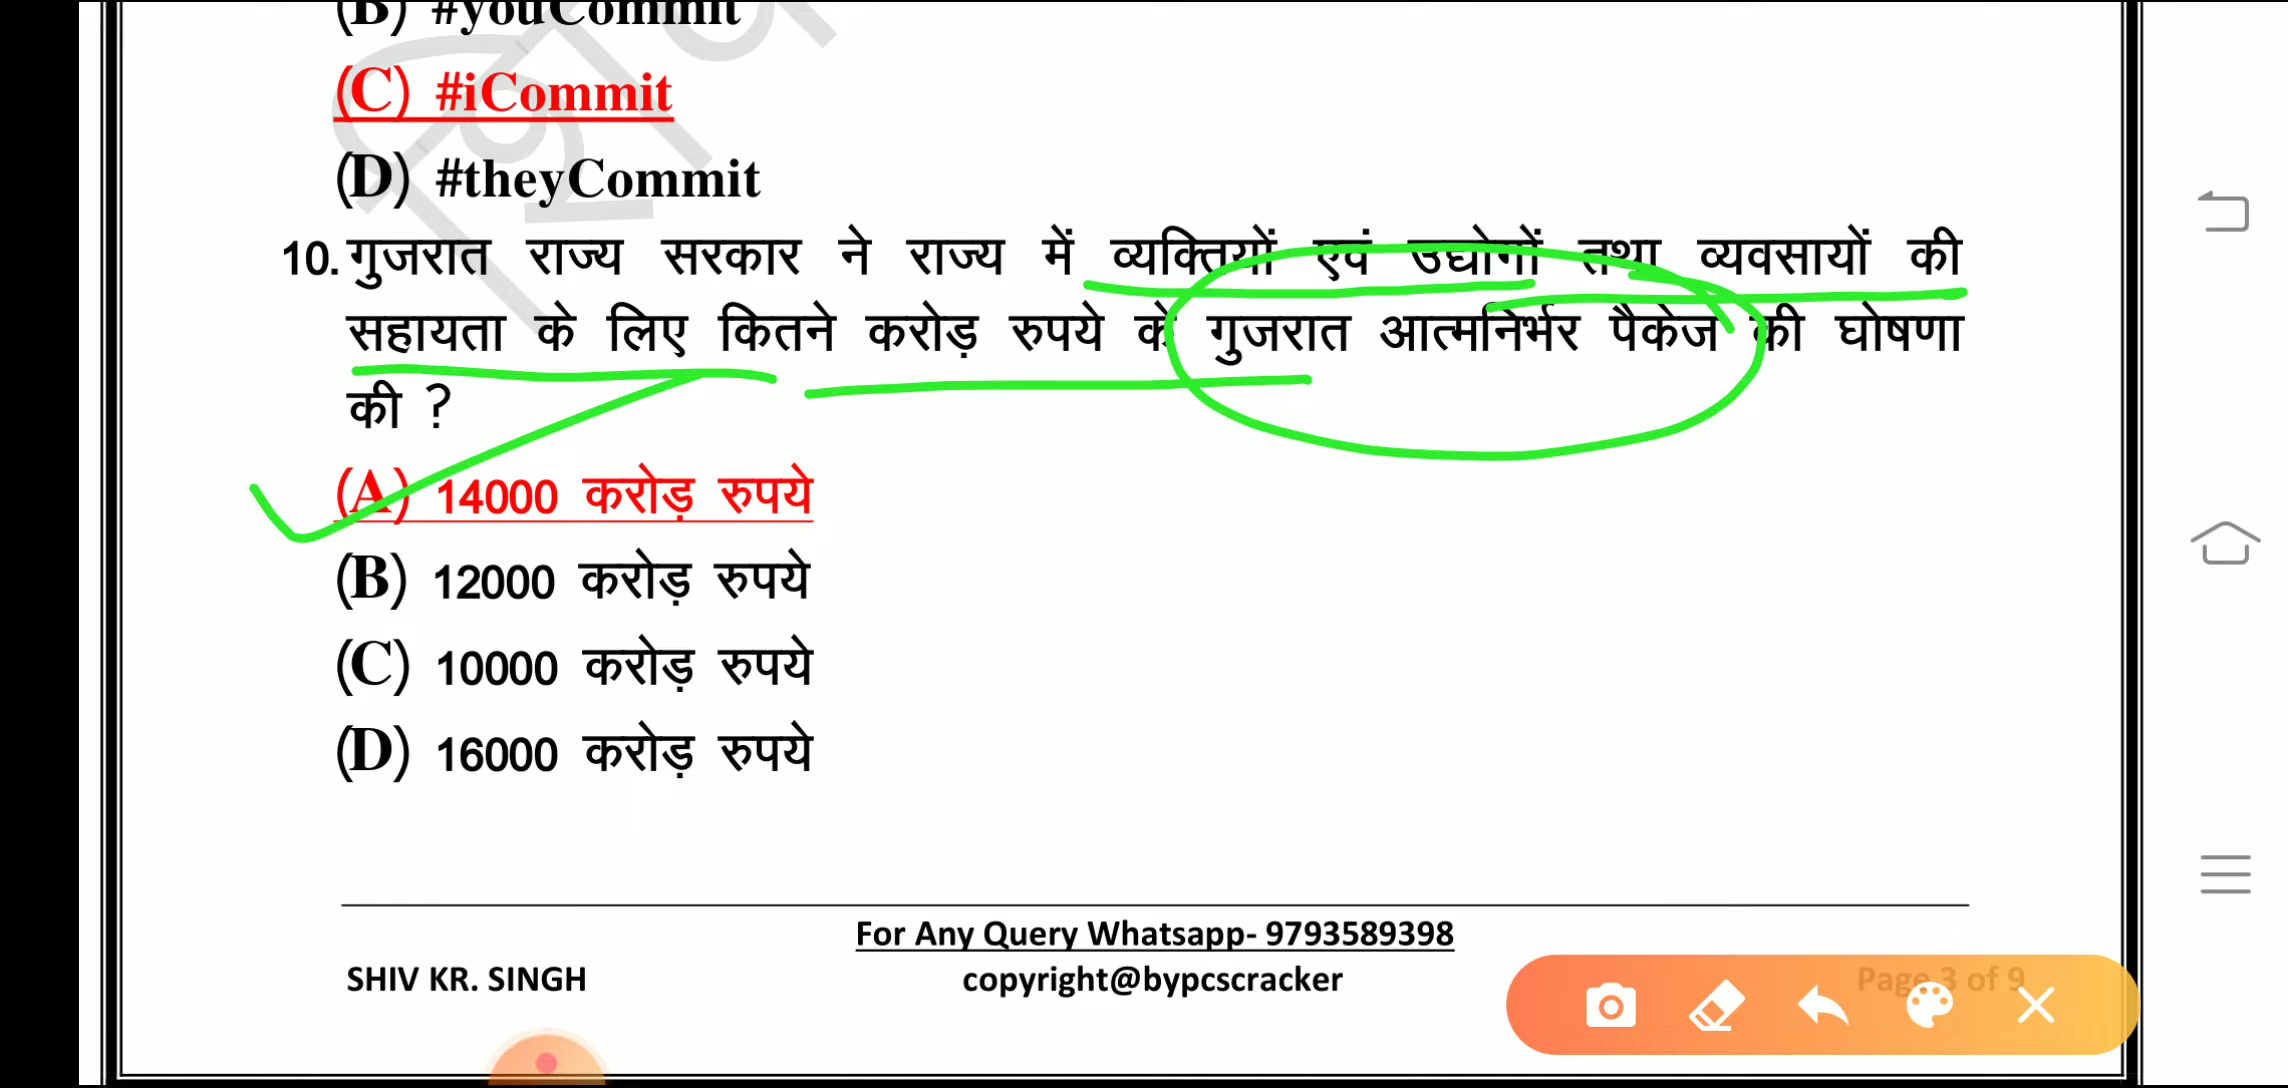 (B) #youCommit
(C) #iCommit
(D) #theyCommit
10. गुजरात राज्य सरकार ने राज्य में व्यक्तियों एवं उद्योगों तथा व्यवसायों की
सहायता के लिए कितने करोड़ रुपये के गुजरात आत्मनिर्भर पैकेज की घोषणा
की ?
(A) 14000 करोड़ रुपये
(B) 12000 करोड़ रुपये
(C) 10000 करोड़ रुपये
(D) 16000 करोड़ रुपये
For Any Query Whatsapp- 9793589398
SHIV KR. SINGH copyright@bypcscracker Page 3 of 9